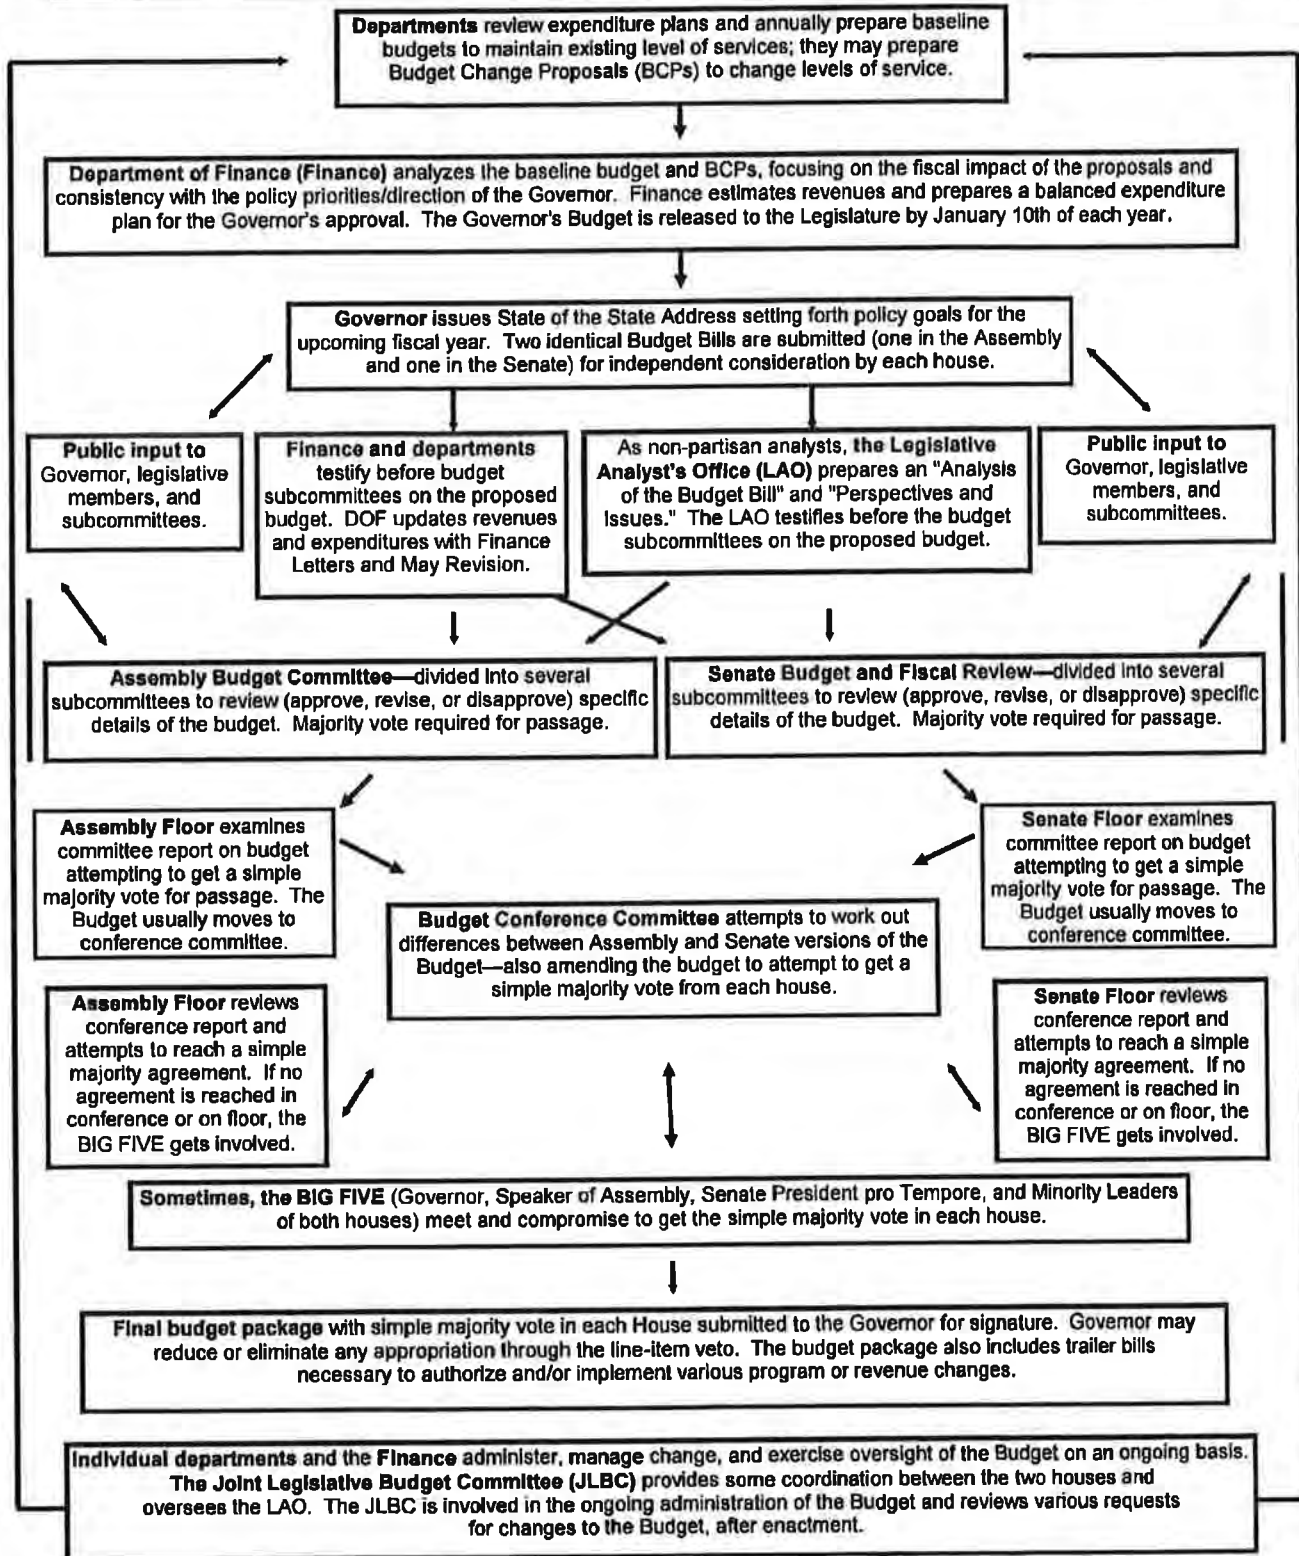 Departments review expenditure plans and annually prepare baseline
budgets to maintain existing level of services; they may prepare
Budget Change Proposals (BCPs) to change levels of service.
Department of Finance (Finance) analyzes the baseline budget and BCPs, focusing on the fiscal impact of the proposals and
consistency with the policy priorities/direction of the Governor. Finance estimates revenues and prepares a balanced expenditure
plan for the Governor's approval. The Governor's Budget is released to the Legislature by January 10th of each year.
Governor issues State of the State Address setting forth policy goals for the
upcoming fiscal year. Two identical Budget Bills are submitted (one in the Assembly
and one in the Senate) for independent consideration by each house.
Public input to
Governor, legislative
members, and
subcommittees.
Finance and departments
testify before budget
subcommittees on the proposed
budget. DOF updates revenues
and expenditures with Finance
Letters and May Revision.
As non-partisan analysts, the Legislative
Analyst's Office (LAO) prepares an "Analysis
of the Budget Bill" and "Perspectives and
Issues." The LAO testifies before the budget
subcommittees on the proposed budget.
Public input to
Governor, legislative
members, and
subcommittees.
Assembly Budget Committee—divided into several
subcommittees to review (approve, revise, or disapprove) specific
details of the budget. Majority vote required for passage.
Senate Budget and Fiscal Review—divided into several
subcommittees to review (approve, revise, or disapprove) specific
details of the budget. Majority vote required for passage.
Assembly Floor examines
committee report on budget
attempting to get a simple
majority vote for passage. The
Budget usually moves to
conference committee.
Senate Floor examines
committee report on budget
attempting to get a simple
majority vote for passage. The
Budget usually moves to
conference committee.
Budget Conference Committee attempts to work out
differences between Assembly and Senate versions of the
Budget—also amending the budget to attempt to get a
simple majority vote from each house.
Assembly Floor reviews
conference report and
attempts to reach a simple
majority agreement. If no
agreement is reached in
conference or on floor, the
BIG FIVE gets involved.
Senate Floor reviews
conference report and
attempts to reach a simple
majority agreement. If no
agreement is reached in
conference or on floor, the
BIG FIVE gets involved.
Sometimes, the BIG FIVE (Governor, Speaker of Assembly, Senate President pro Tempore, and Minority Leaders
of both houses) meet and compromise to get the simple majority vote in each house.
Final budget package with simple majority vote in each House submitted to the Governor for signature. Governor may
reduce or eliminate any appropriation through the line-item veto. The budget package also includes trailer bills
necessary to authorize and/or implement various program or revenue changes.
Individual departments and the Finance administer, manage change, and exercise oversight of the Budget on an ongoing basis.
The Joint Legislative Budget Committee (JLBC) provides some coordination between the two houses and
oversees the LAO. The JLBC is involved in the ongoing administration of the Budget and reviews various requests
for changes to the Budget, after enactment.